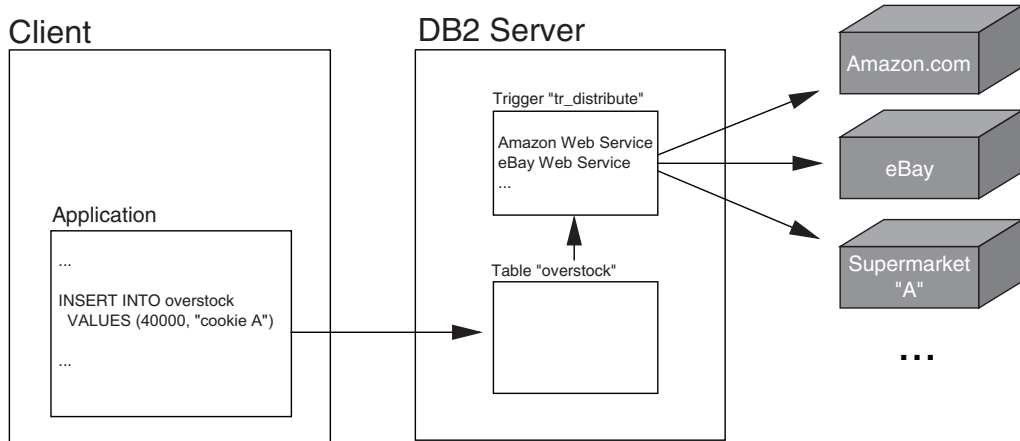 Client
Application
...
INSERT INTO overstock
VALUES (40000, "cookie A")
...
DB2 Server
Trigger "tr_distribute"
Amazon Web Service
eBay Web Service
...
Table "overstock"
Amazon.com
eBay
Supermarket
"A"
...